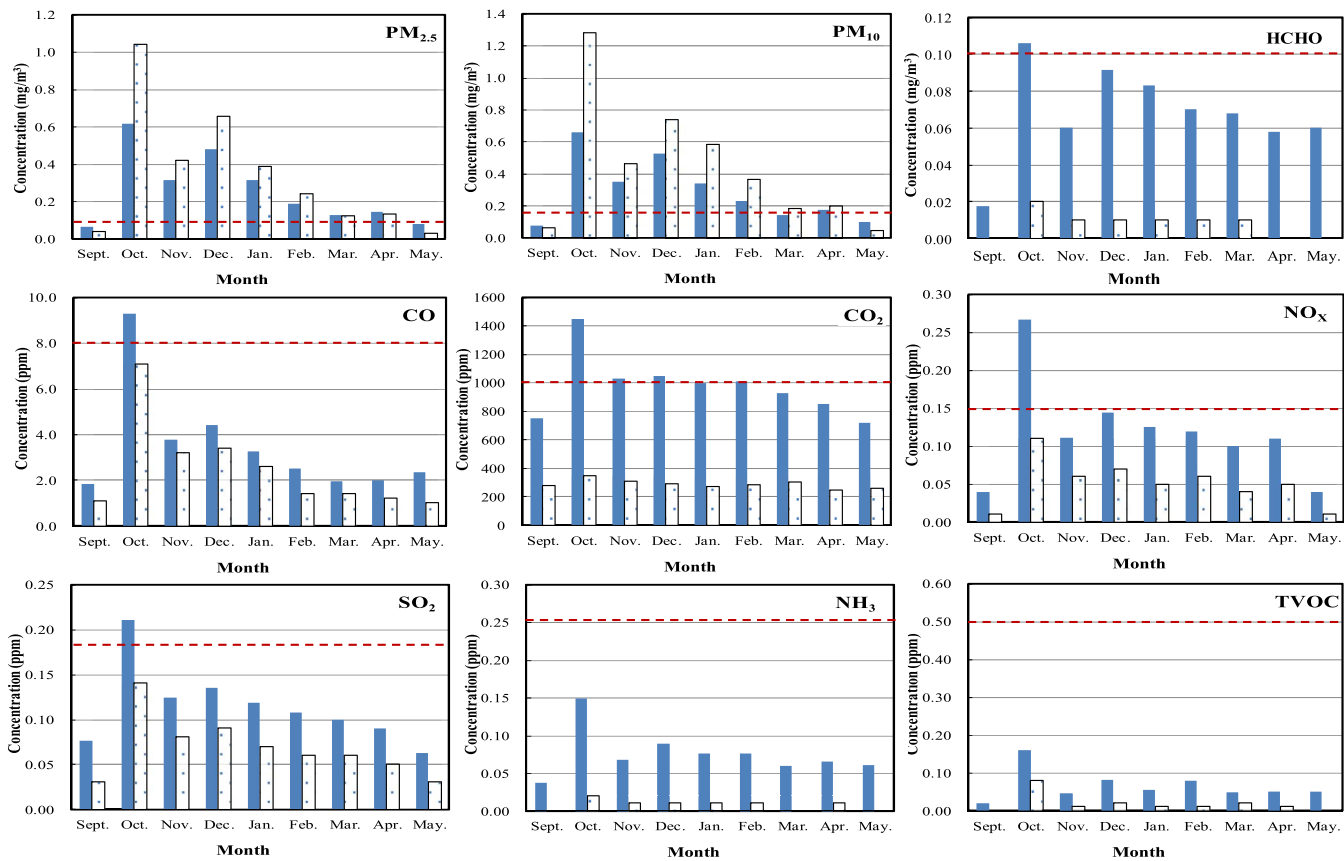 PM2.5
Concentration (mg/m³)
1.2
1.0
0.8
0.6
0.4
0.2
0.0
Sept. Oct. Nov. Dec. Jan. Feb. Mar. Apr. May.
Month
PM10
Concentration (mg/m³)
1.4
1.2
1.0
0.8
0.6
0.4
0.2
0.0
Sept. Oct. Nov. Dec. Jan. Feb. Mar. Apr. May.
Month
HCHO
Concentration (mg/m³)
0.12
0.10
0.08
0.06
0.04
0.02
0.00
Sept. Oct. Nov. Dec. Jan. Feb. Mar. Apr. May.
Month
CO
Concentration (ppm)
10.0
8.0
6.0
4.0
2.0
0.0
Sept. Oct. Nov. Dec. Jan. Feb. Mar. Apr. May.
Month
CO₂
Concentration (ppm)
1600
1400
1200
1000
800
600
400
200
0
Sept. Oct. Nov. Dec. Jan. Feb. Mar. Apr. May.
Month
NOX
Concentration (ppm)
0.30
0.25
0.20
0.15
0.10
0.05
0.00
Sept. Oct. Nov. Dec. Jan. Feb. Mar. Apr. May.
Month
SO₂
Concentration (ppm)
0.25
0.20
0.15
0.10
0.05
0.00
Sept. Oct. Nov. Dec. Jan. Feb. Mar. Apr. May.
Month
NH₃
Concentration (ppm)
0.30
0.25
0.20
0.15
0.10
0.05
0.00
Sept. Oct. Nov. Dec. Jan. Feb. Mar. Apr. May.
Month
TVOC
Concentration (ppm)
0.60
0.50
0.40
0.30
0.20
0.10
0.00
Sept. Oct. Nov. Dec. Jan. Feb. Mar. Apr. May.
Month